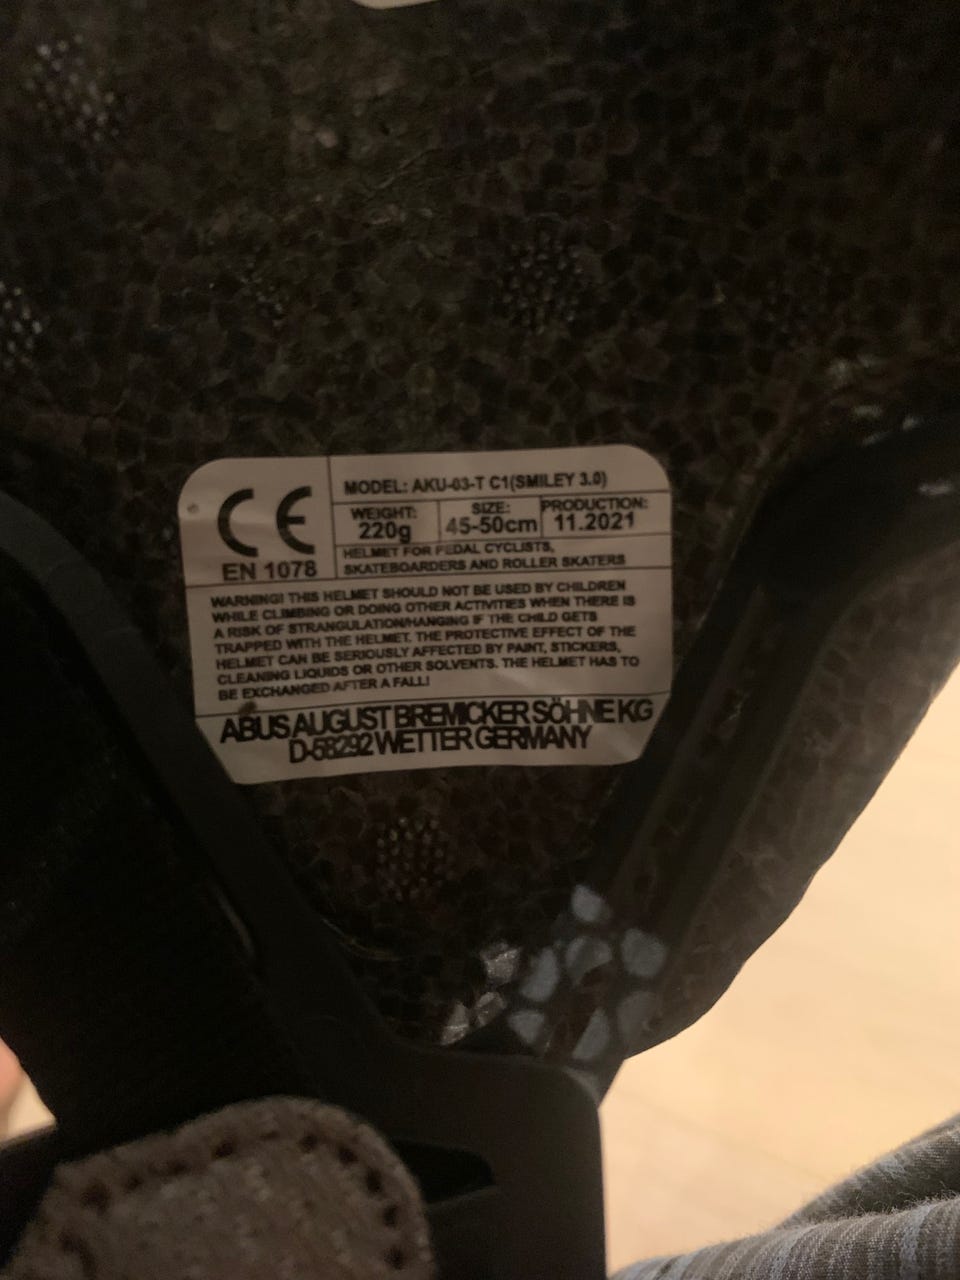 CE
EN 1078
MODEL: AKU-03-T C1(SMILEY 3.0)
WEIGHT:
220g
SIZE:
45-50cm
PRODUCTION:
11.2021
HELMET FOR PEDAL CYCLISTS,
SKATEBOARDERS AND ROLLER SKATERS
WARNING! THIS HELMET SHOULD NOT BE USED BY CHILDREN
WHILE CLIMBING OR DOING OTHER ACTIVITIES WHEN THERE IS
A RISK OF STRANGULATION/HANGING IF THE CHILD GETS
TRAPPED WITH THE HELMET. THE PROTECTIVE EFFECT OF THE
HELMET CAN BE SERIOUSLY AFFECTED BY PAINT, STICKERS,
CLEANING LIQUIDS OR OTHER SOLVENTS. THE HELMET HAS TO
BE EXCHANGED AFTER A FALL!
ABUS AUGUST BREMICKER SÖHNE KG
D-58292 WETTER GERMANY